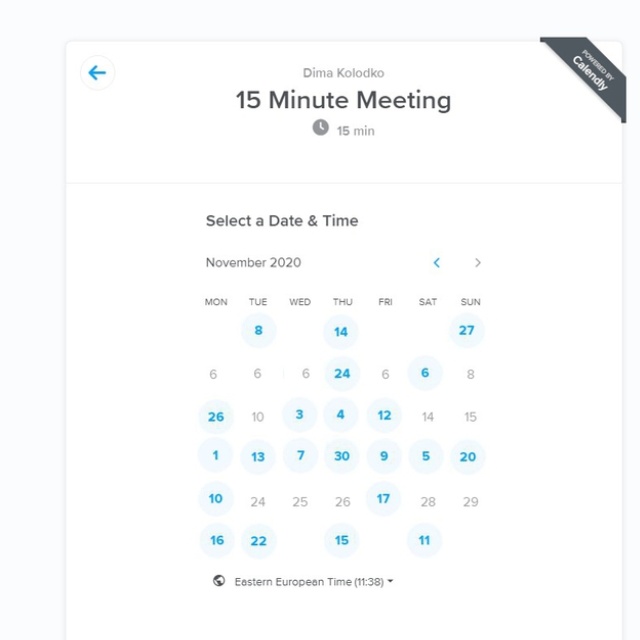 POWERED BY
Calendly
Dima Kolodko
15 Minute Meeting
15 min
Select a Date & Time
November 2020
MON TUE WED THU FRI SAT SUN
8 14 27
6 6 6 24 6 6 8
26 10 3 4 12 14 15
1 13 7 30 9 5 20
10 24 25 26 17 28 29
16 22 15 11
Eastern European Time (11:38)